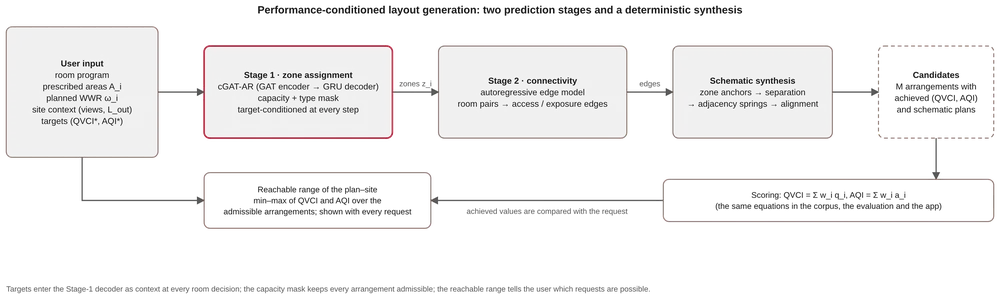 Performance-conditioned layout generation: two prediction stages and a deterministic synthesis
User input
room program
prescribed areas A_i
planned WWR ω_i
site context (views, L_out)
targets (QVCI*, AQI*)
Stage 1 · zone assignment
cGAT-AR (GAT encoder → GRU decoder)
capacity + type mask
target-conditioned at every step
zones z_i
Stage 2 · connectivity
autoregressive edge model
room pairs → access / exposure edges
edges
Schematic synthesis
zone anchors → separation
→ adjacency springs → alignment
Candidates
M arrangements with
achieved (QVCI, AQI)
and schematic plans
Reachable range of the plan–site
min–max of QVCI and AQI over the
admissible arrangements; shown with every request
achieved values are compared with the request
Scoring: QVCI = Σ w_i q_i, AQI = Σ w_i a_i
(the same equations in the corpus, the evaluation and the app)
Targets enter the Stage-1 decoder as context at every room decision; the capacity mask keeps every arrangement admissible; the reachable range tells the user which requests are possible.